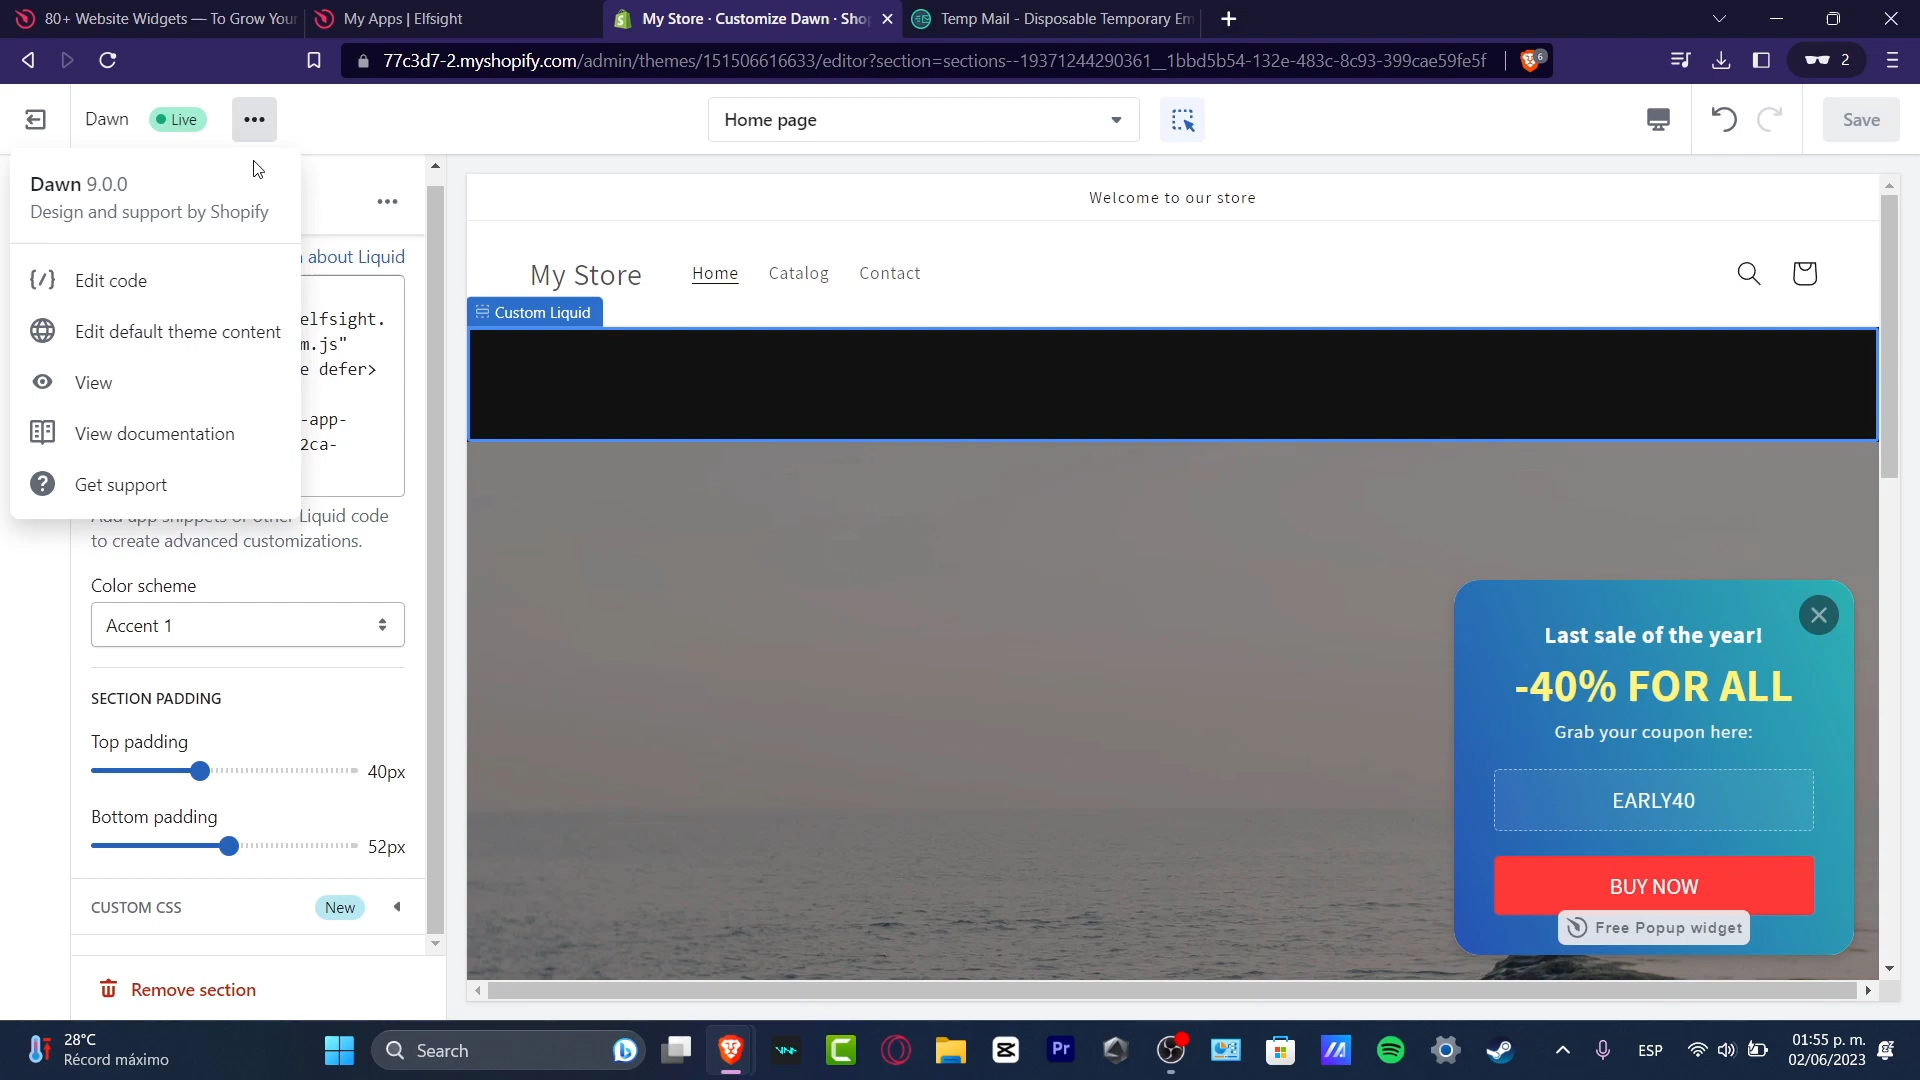 80+ Website Widgets — To Grow Your
My Apps | Elfsight
My Store · Customize Dawn · Sho
Temp Mail - Disposable Temporary Em
77c3d7-2.myshopify.com/admin/themes/151506616633/editor?section=sections--19371244290361__1bbd5b54-132e-483c-8c93-399cae59fe5f
6
2
Dawn
Live
Home page
Save
Dawn 9.0.0
Design and support by Shopify
Edit code
Edit default theme content
View
View documentation
Get support
about Liquid
elfsight.
m.js"
e defer>
-app-
2ca-
Liquid code
to create advanced customizations.
Color scheme
Accent 1
SECTION PADDING
Top padding
40px
Bottom padding
52px
CUSTOM CSS
New
Remove section
Welcome to our store
My Store
Home
Catalog
Contact
Custom Liquid
Last sale of the year!
-40% FOR ALL
Grab your coupon here:
EARLY40
BUY NOW
Free Popup widget
28°C
Récord máximo
Search
Pr
ESP
01:55 p. m.
02/06/2023